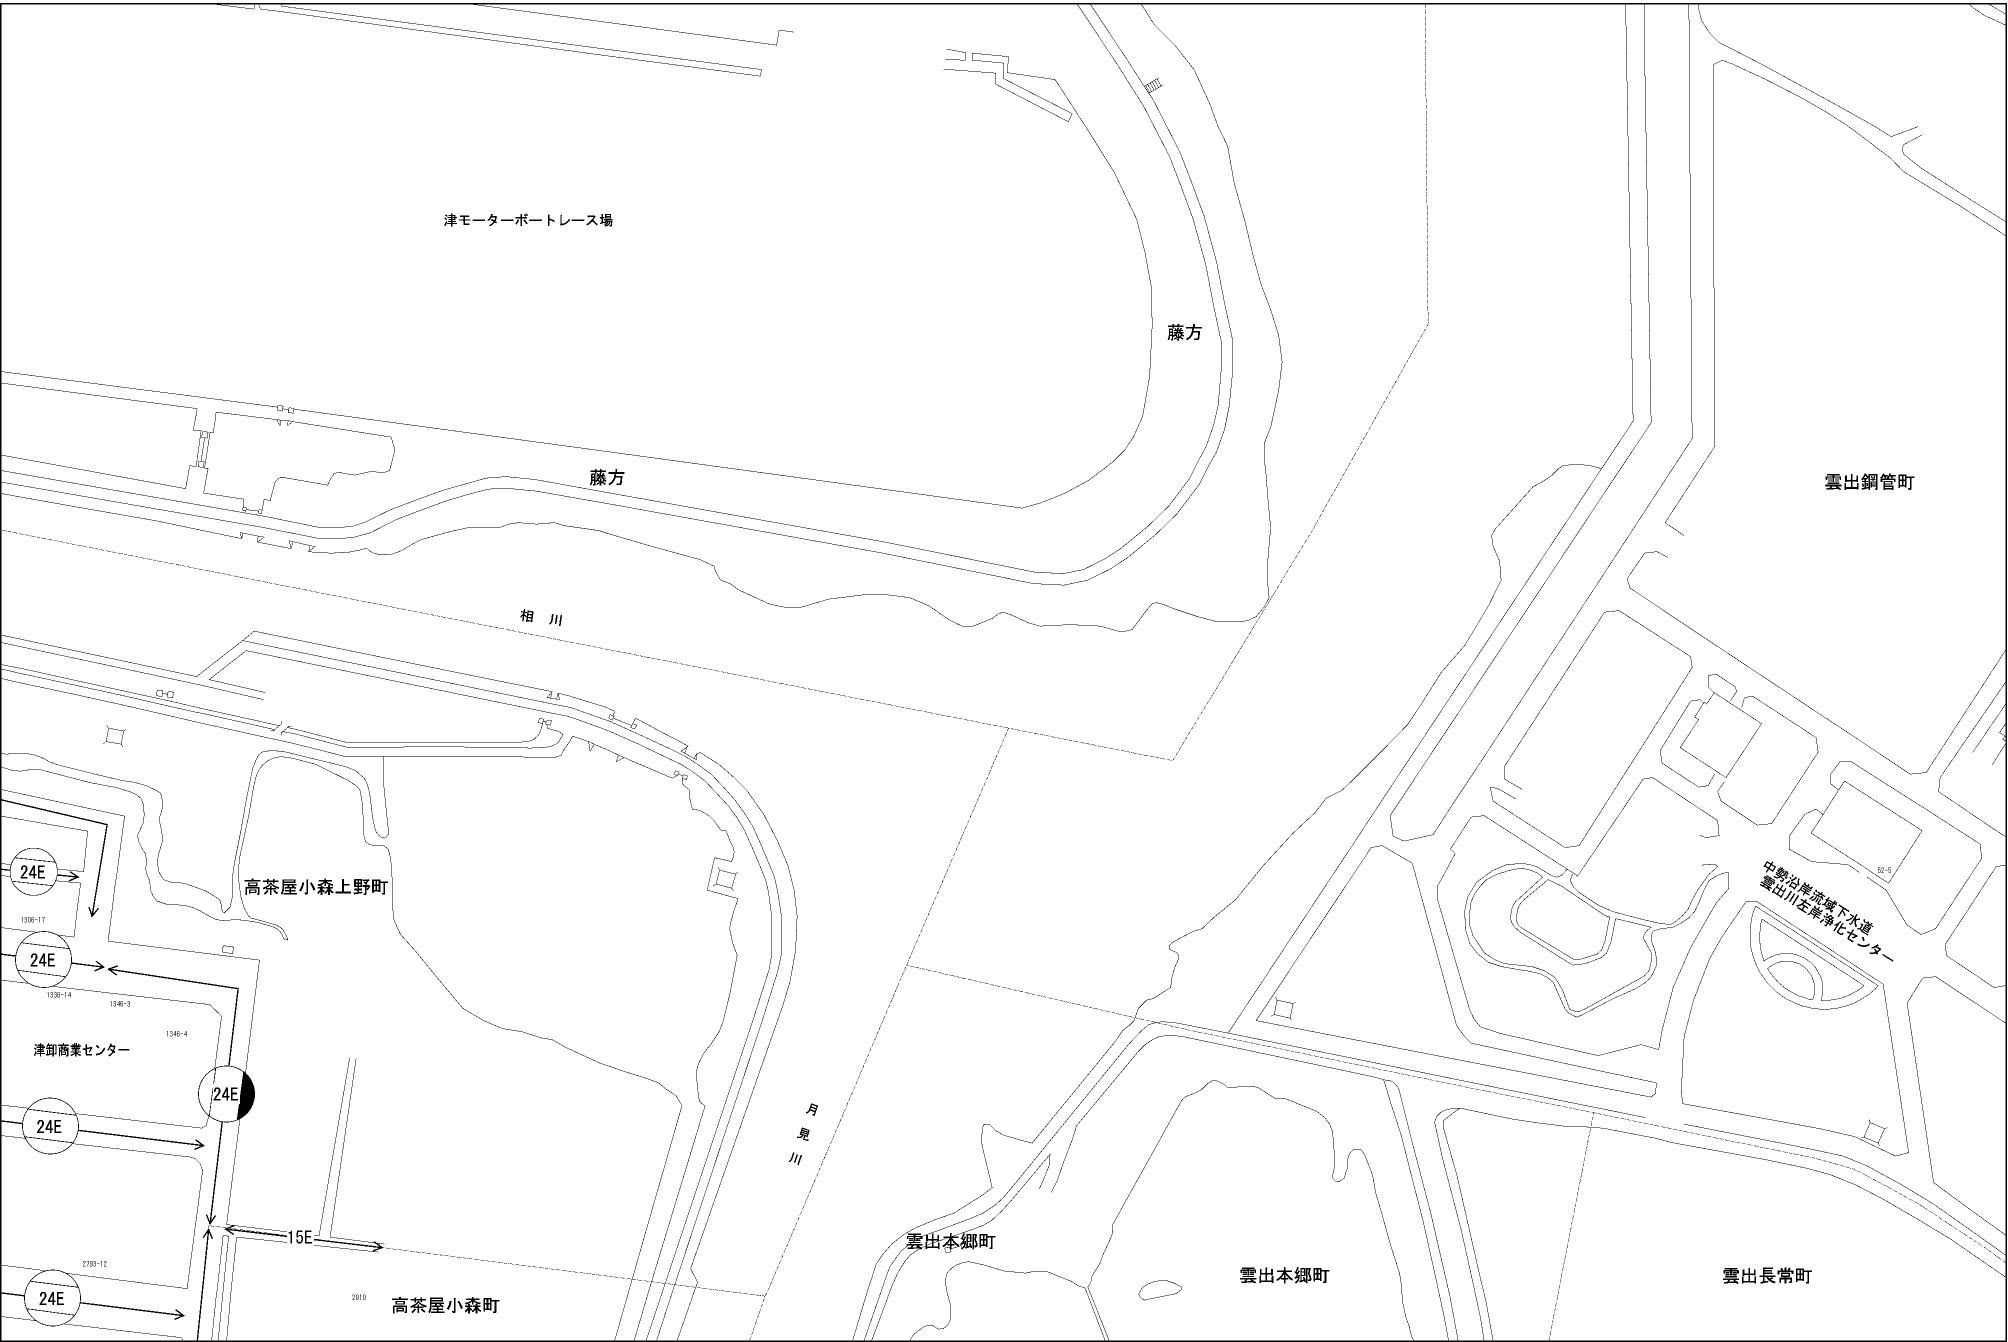 津モーターボートレース場
藤方
藤方
雲出鋼管町
相川
24E
高茶屋小森上野町
中勢沿岸流域下水道
雲出川左岸浄化センター
52-5
1306-17
24E
1336-14
1346-3
1346-4
津卸商業センター
24E
24E
月見川
15E
雲出本郷町
雲出本郷町
雲出長常町
2793-12
24E
2810
高茶屋小森町